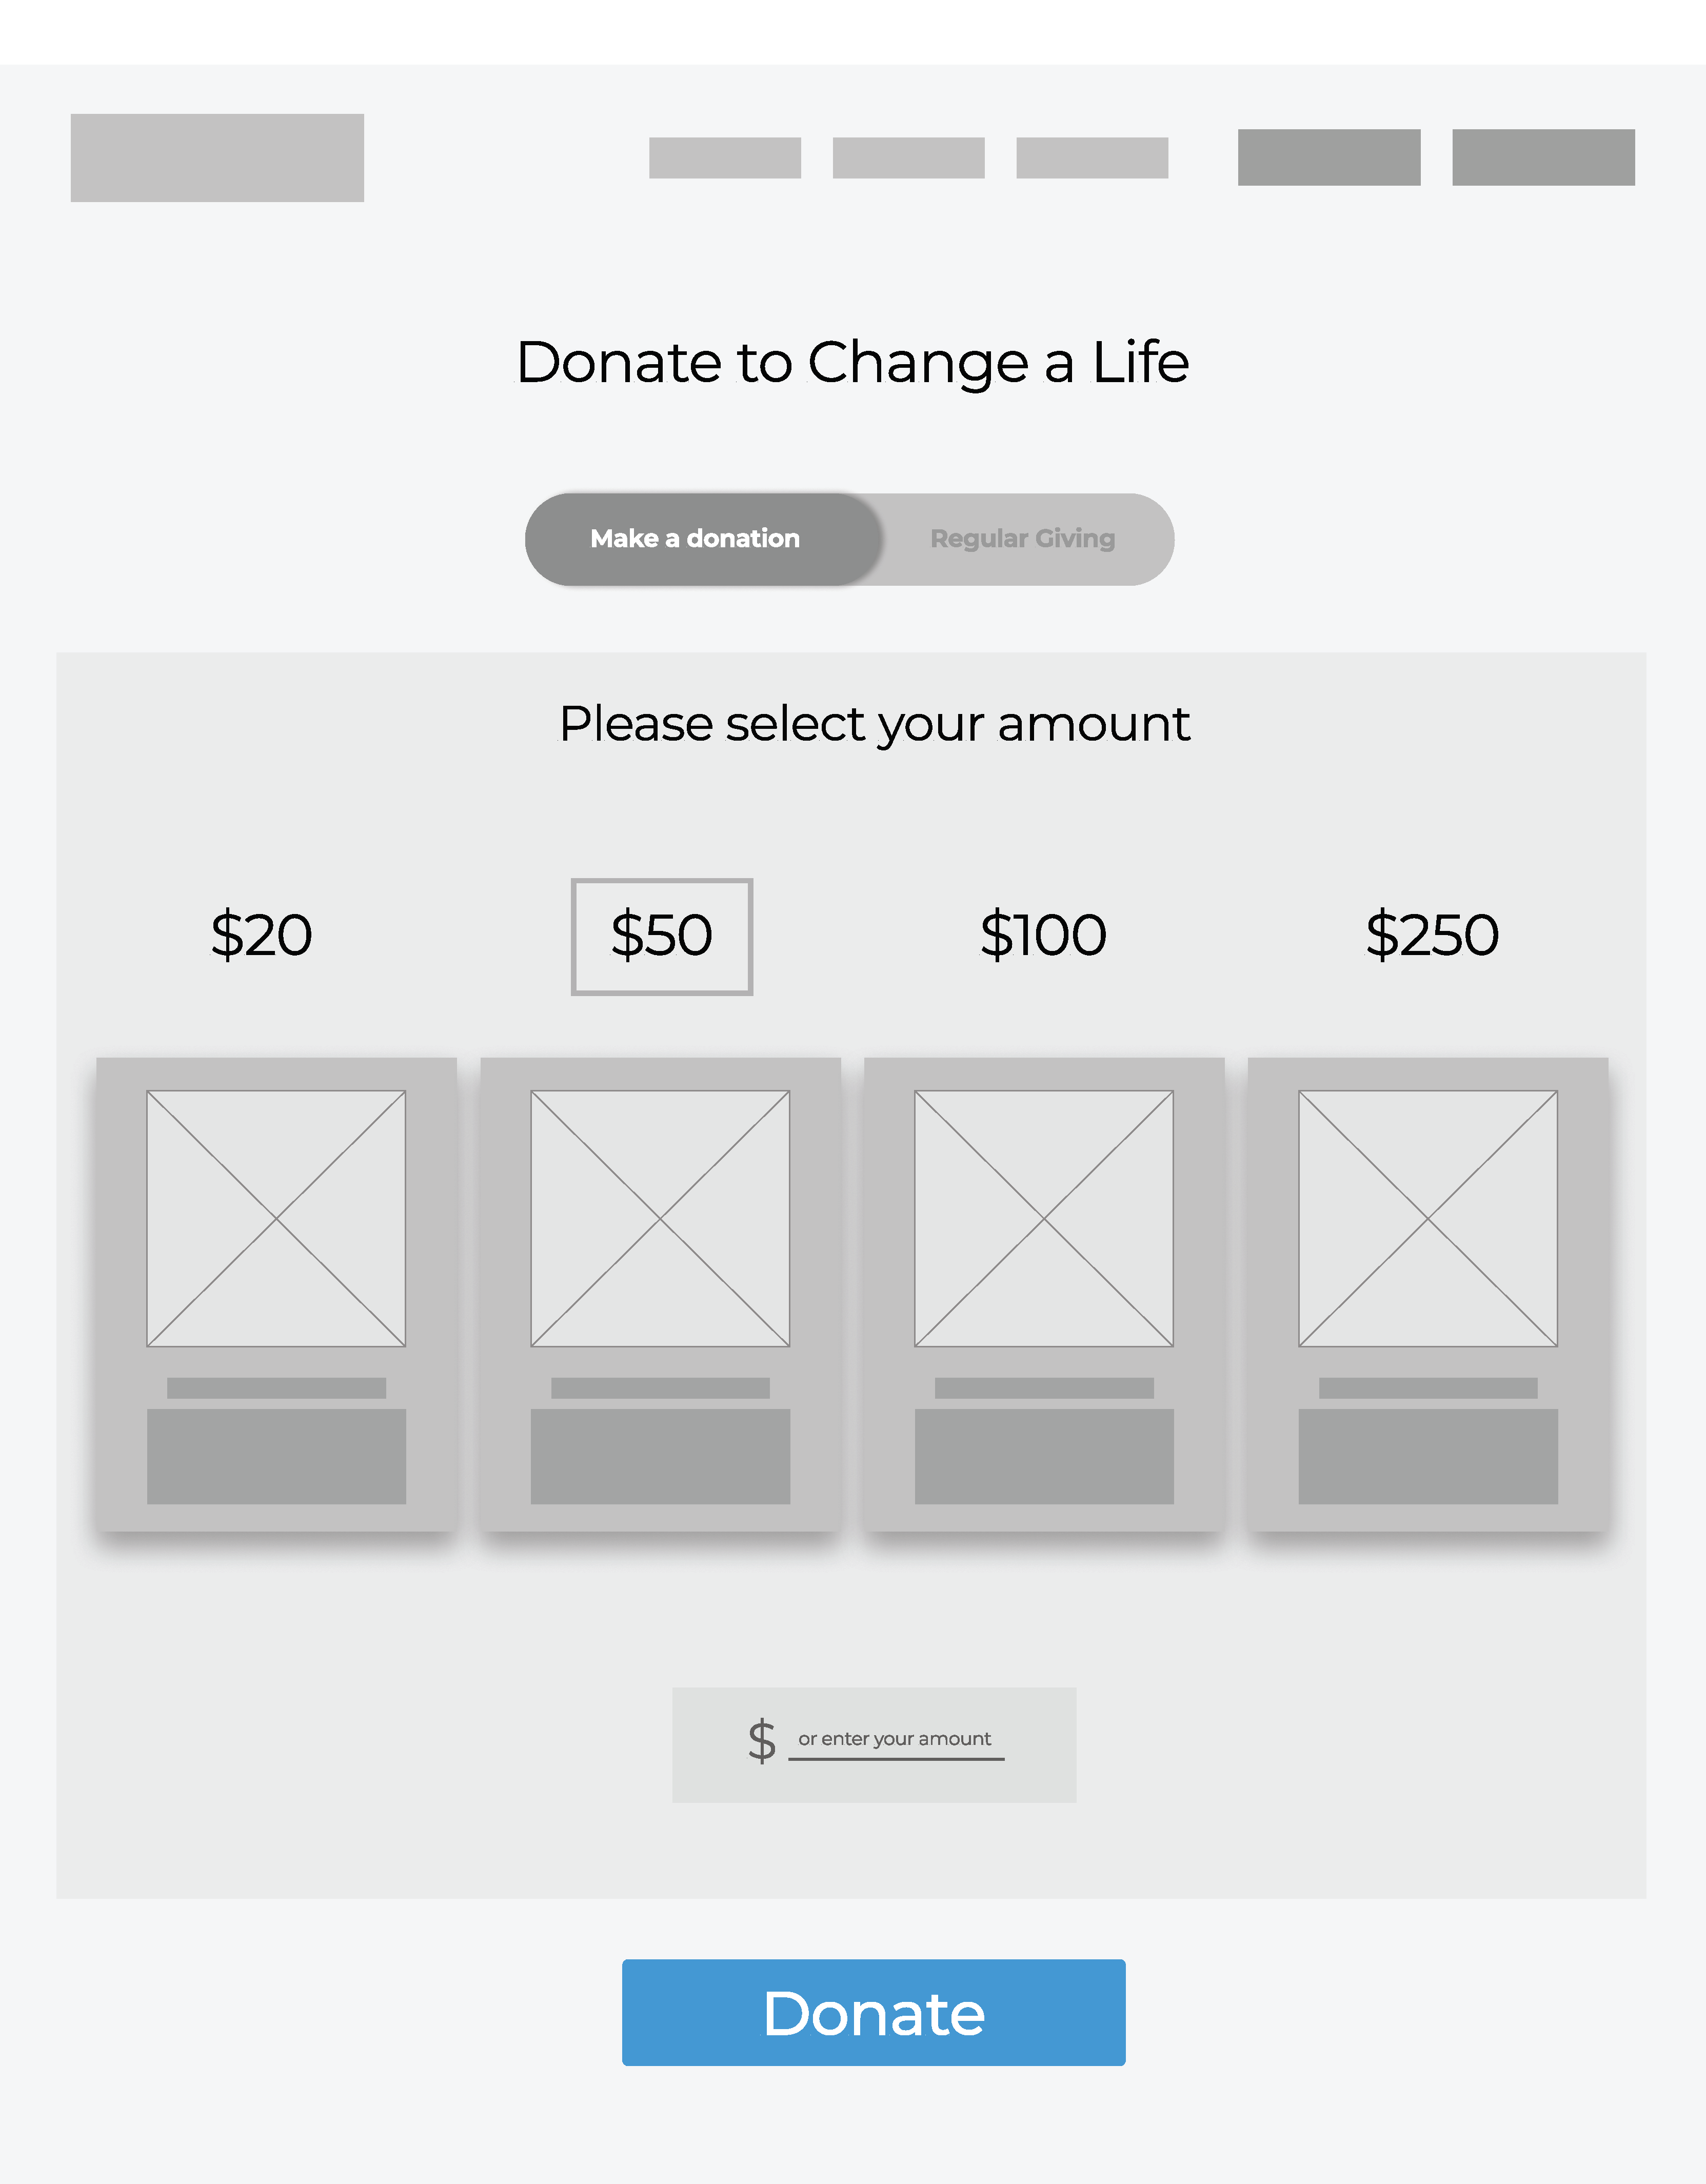 Donate to Change a Life
Make a donation
Regular Giving
Please select your amount
$20
$50
$100
$250
$ or enter your amount
Donate